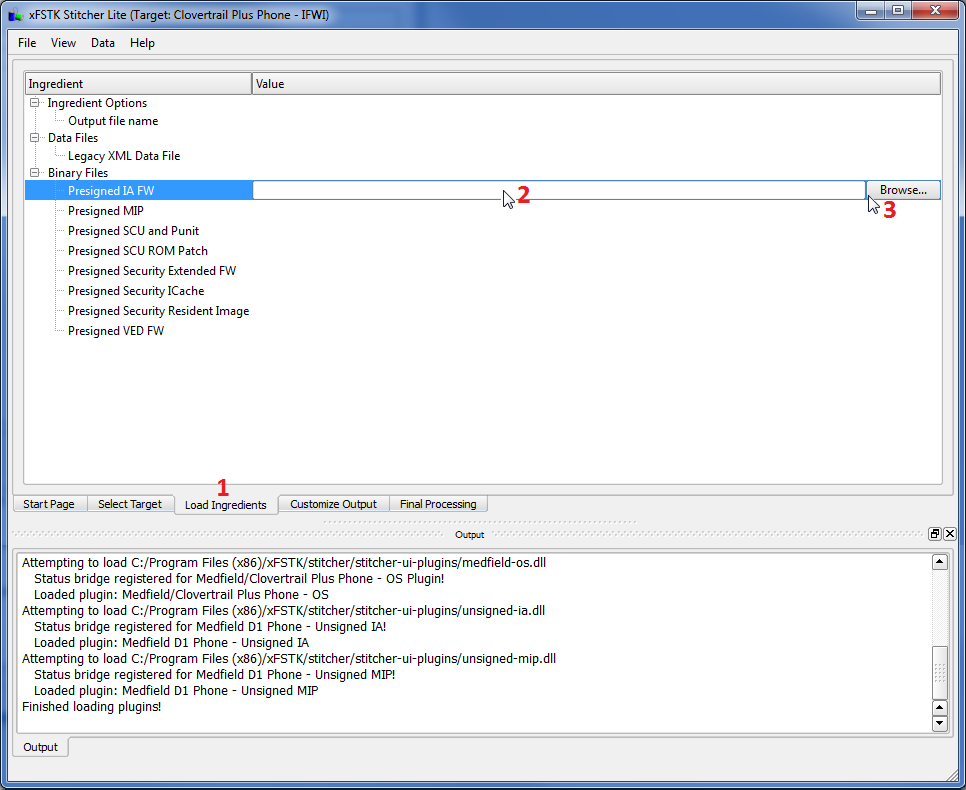 xFSTK Stitcher Lite (Target: Clovertrail Plus Phone - IFWI)
File View Data Help
Ingredient Value
Ingredient Options
Output file name
Data Files
Legacy XML Data File
Binary Files
Presigned IA FW 2 Browse...
3
Presigned MIP
Presigned SCU and Punit
Presigned SCU ROM Patch
Presigned Security Extended FW
Presigned Security ICache
Presigned Security Resident Image
Presigned VED FW
1
Start Page Select Target Load Ingredients Customize Output Final Processing
Output
Attempting to load C:/Program Files (x86)/xFSTK/stitcher/stitcher-ui-plugins/medfield-os.dll
Status bridge registered for Medfield/Clovertrail Plus Phone - OS Plugin!
Loaded plugin: Medfield/Clovertrail Plus Phone - OS
Attempting to load C:/Program Files (x86)/xFSTK/stitcher/stitcher-ui-plugins/unsigned-ia.dll
Status bridge registered for Medfield D1 Phone - Unsigned IA!
Loaded plugin: Medfield D1 Phone - Unsigned IA
Attempting to load C:/Program Files (x86)/xFSTK/stitcher/stitcher-ui-plugins/unsigned-mip.dll
Status bridge registered for Medfield D1 Phone - Unsigned MIP!
Loaded plugin: Medfield D1 Phone - Unsigned MIP
Finished loading plugins!
Output